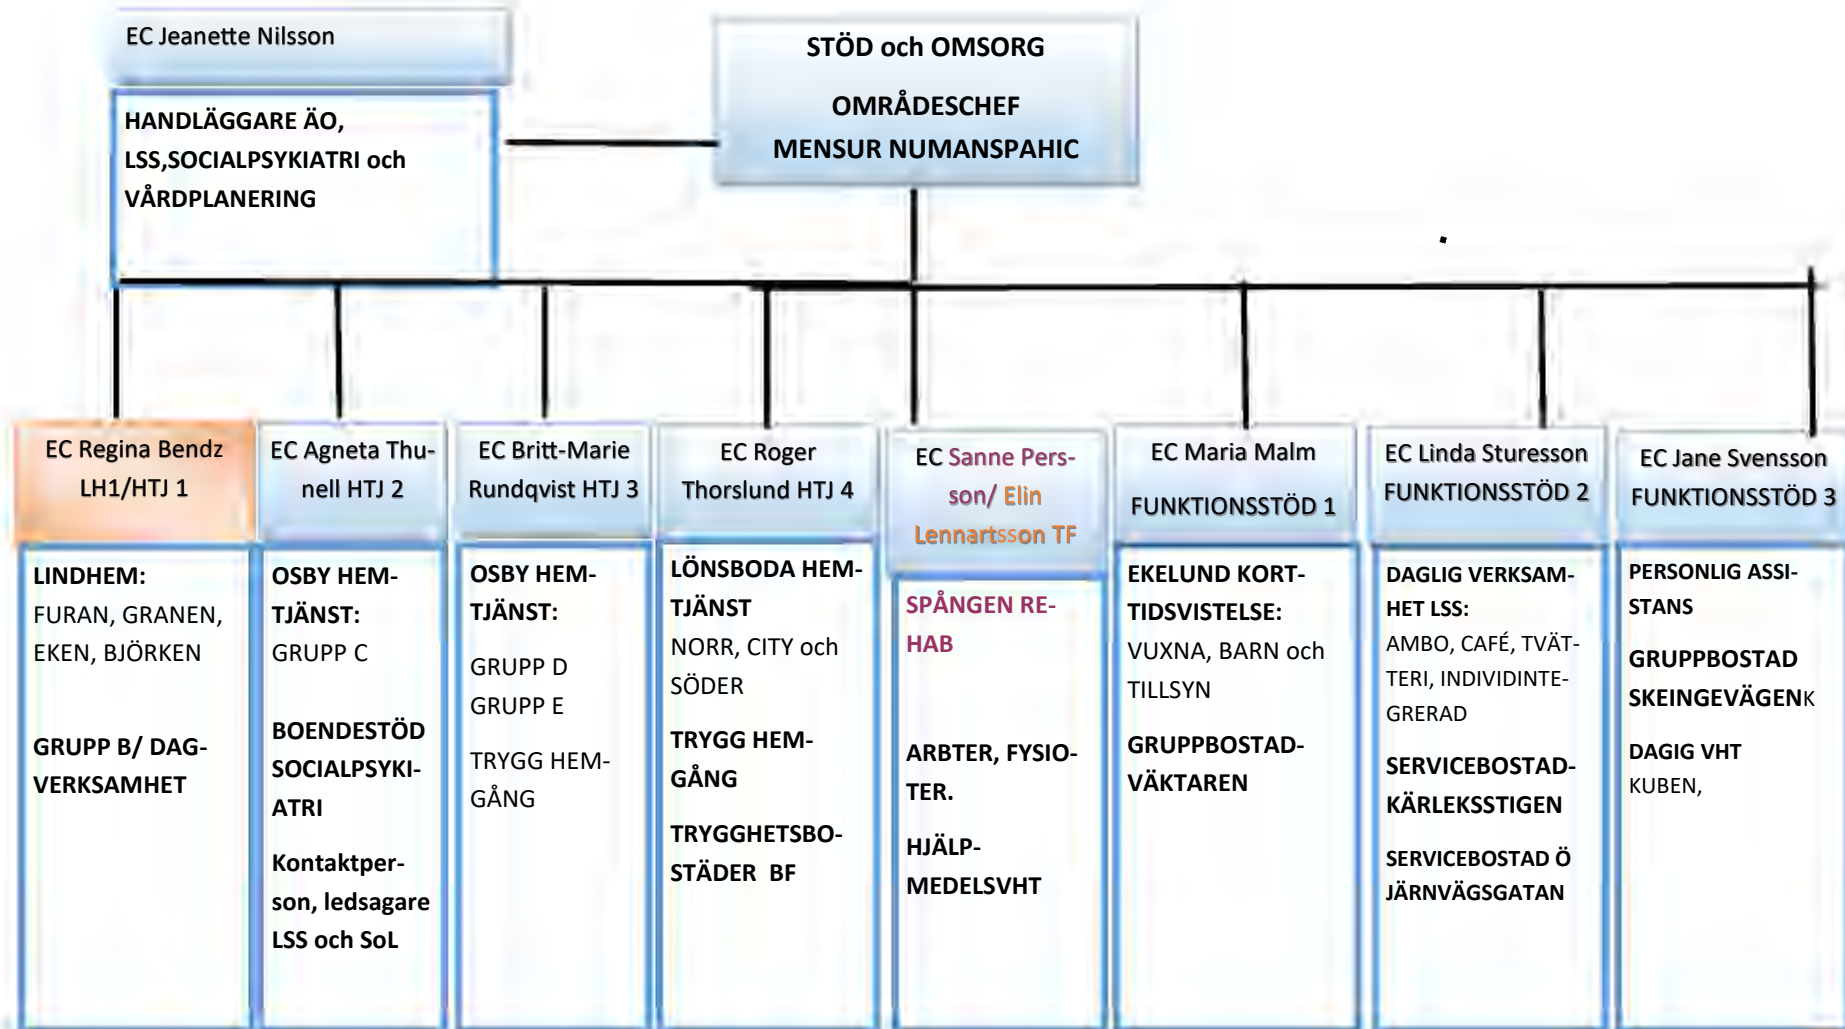 EC Jeanette Nilsson
HANDLÄGGARE ÄO,
LSS,SOCIALPSYKIATRI och
VÅRDPLANERING
STÖD och OMSORG
OMRÅDESCHEF
MENSUR NUMANSPAHIC
EC Regina Bendz
LH1/HTJ 1
LINDHEM:
FURAN, GRANEN,
EKEN, BJÖRKEN
GRUPP B/ DAG-
VERKSAMHET
EC Agneta Thu-
nell HTJ 2
OSBY HEM-
TJÄNST:
GRUPP C
BOENDESTÖD
SOCIALPSYKI-
ATRI
Kontaktper-
son, ledsagare
LSS och SoL
EC Britt-Marie
Rundqvist HTJ 3
OSBY HEM-
TJÄNST:
GRUPP D
GRUPP E
TRYGG HEM-
GÅNG
EC Roger
Thorslund HTJ 4
LÖNSBODA HEM-
TJÄNST
NORR, CITY och
SÖDER
TRYGG HEM-
GÅNG
TRYGGHETSBO-
STÄDER  BF
EC Sanne Pers-
son/ Elin
Lennartsson TF
SPÅNGEN RE-
HAB
ARBTER, FYSIO-
TER.
HJÄLP-
MEDELSVHT
EC Maria Malm
FUNKTIONSSTÖD 1
EKELUND KORT-
TIDSVISTELSE:
VUXNA, BARN och
TILLSYN
GRUPPBOSTAD-
VÄKTAREN
EC Linda Sturesson
FUNKTIONSSTÖD 2
DAGLIG VERKSAM-
HET LSS:
AMBO, CAFÉ, TVÄT-
TERI, INDIVIDINTE-
GRERAD
SERVICEBOSTAD-
KÄRLEKSSTIGEN
SERVICEBOSTAD Ö
JÄRNVÄGSGATAN
EC Jane Svensson
FUNKTIONSSTÖD 3
PERSONLIG ASSI-
STANS
GRUPPBOSTAD
SKEINGEVÄGENK
DAGIG VHT
KUBEN,